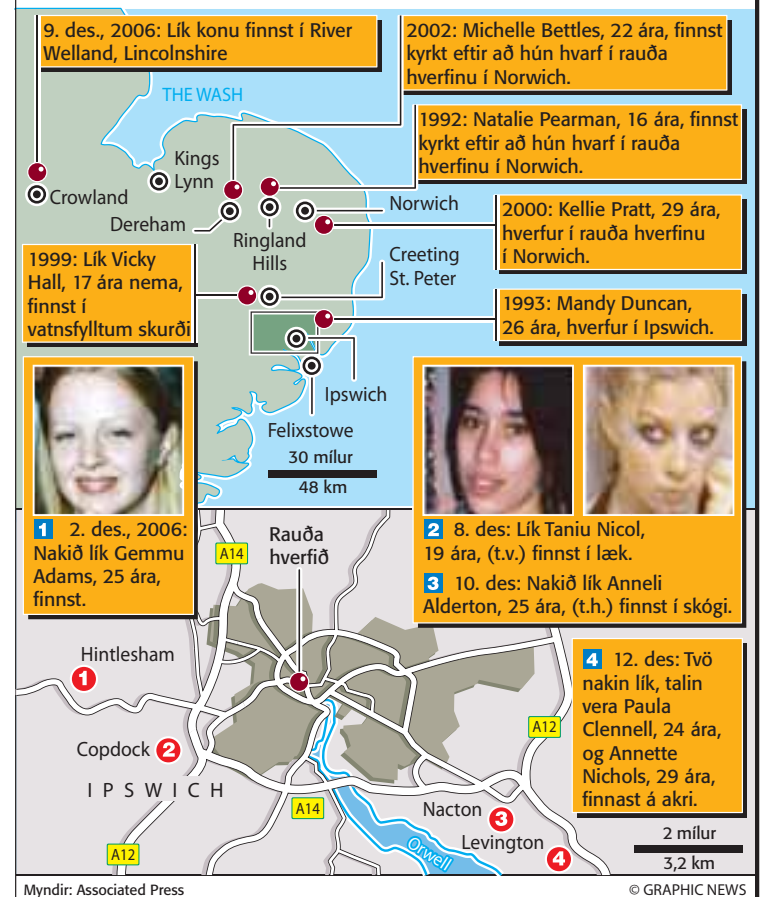 9. des., 2006: Lík konu finnst í River
Welland, Lincolnshire
2002: Michelle Bettles, 22 ára, finnst
kyrkt eftir að hún hvarf í rauða
hverfinu í Norwich.
THE WASH
1992: Natalie Pearman, 16 ára, finnst
kyrkt eftir að hún hvarf í rauða
hverfinu í Norwich.
Kings
Lynn
Crowland
Dereham
Ringland
Hills
Norwich
2000: Kellie Pratt, 29 ára,
hverfur í rauða hverfinu
í Norwich.
1999: Lík Vicky
Hall, 17 ára nema,
finnst í
vatnsfylltum skurði
Creeting
St. Peter
1993: Mandy Duncan,
26 ára, hverfur í Ipswich.
Ipswich
Felixstowe
30 mílur
48 km
1 2. des., 2006:
Nakið lík Gemmu
Adams, 25 ára,
finnst.
2 8. des: Lík Taniu Nicol,
19 ára, (t.v.) finnst í læk.
3 10. des: Nakið lík Anneli
Alderton, 25 ára, (t.h.) finnst í skógi.
A14
Rauða
hverfið
4 12. des: Tvö
nakin lík, talin
vera Paula
Clennell, 24 ára,
og Annette
Nichols, 29 ára,
finnast á akri.
Hintlesham
1
A12
Copdock 2
IPSWICH
A14
Nacton
3
Levington
4
Orwell
A12
2 mílur
3,2 km
Myndir: Associated Press
© GRAPHIC NEWS